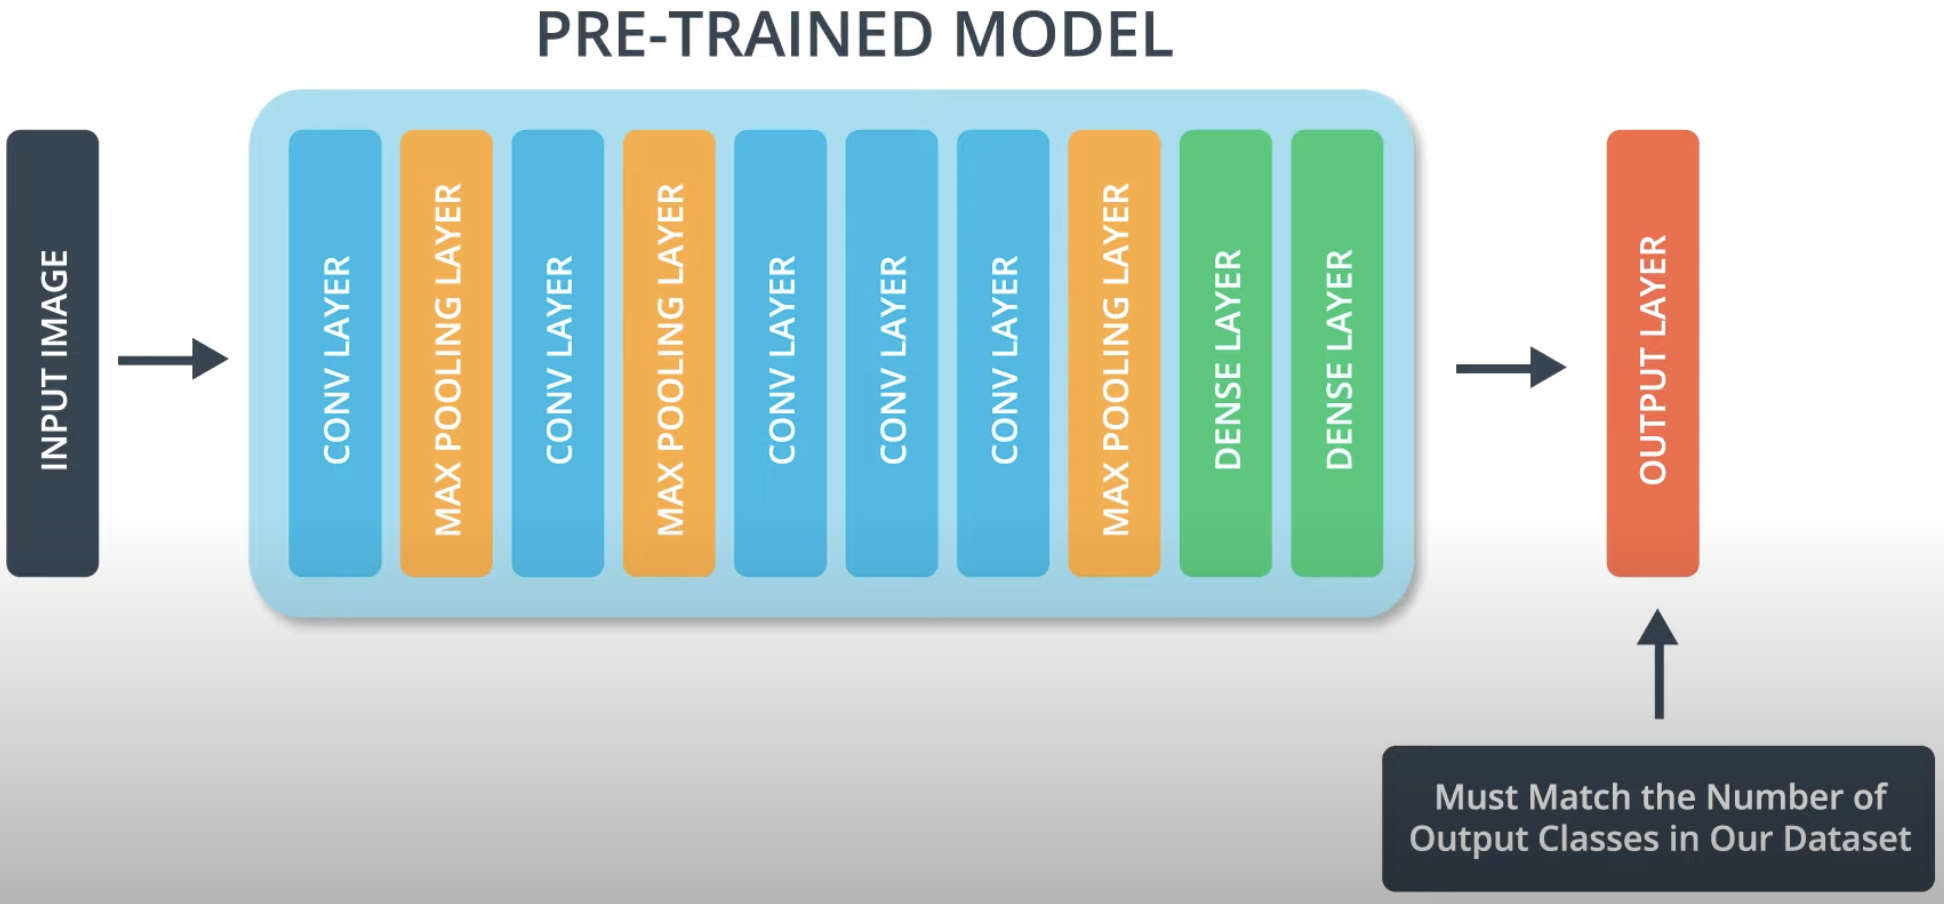 PRE-TRAINED MODEL
INPUT IMAGE
CONV LAYER
MAX POOLING LAYER
CONV LAYER
MAX POOLING LAYER
CONV LAYER
CONV LAYER
CONV LAYER
MAX POOLING LAYER
DENSE LAYER
DENSE LAYER
OUTPUT LAYER
Must Match the Number of
Output Classes in Our Dataset